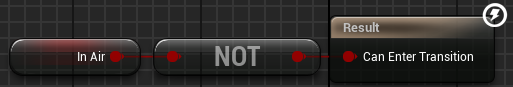 Result
In Air
NOT
Can Enter Transition